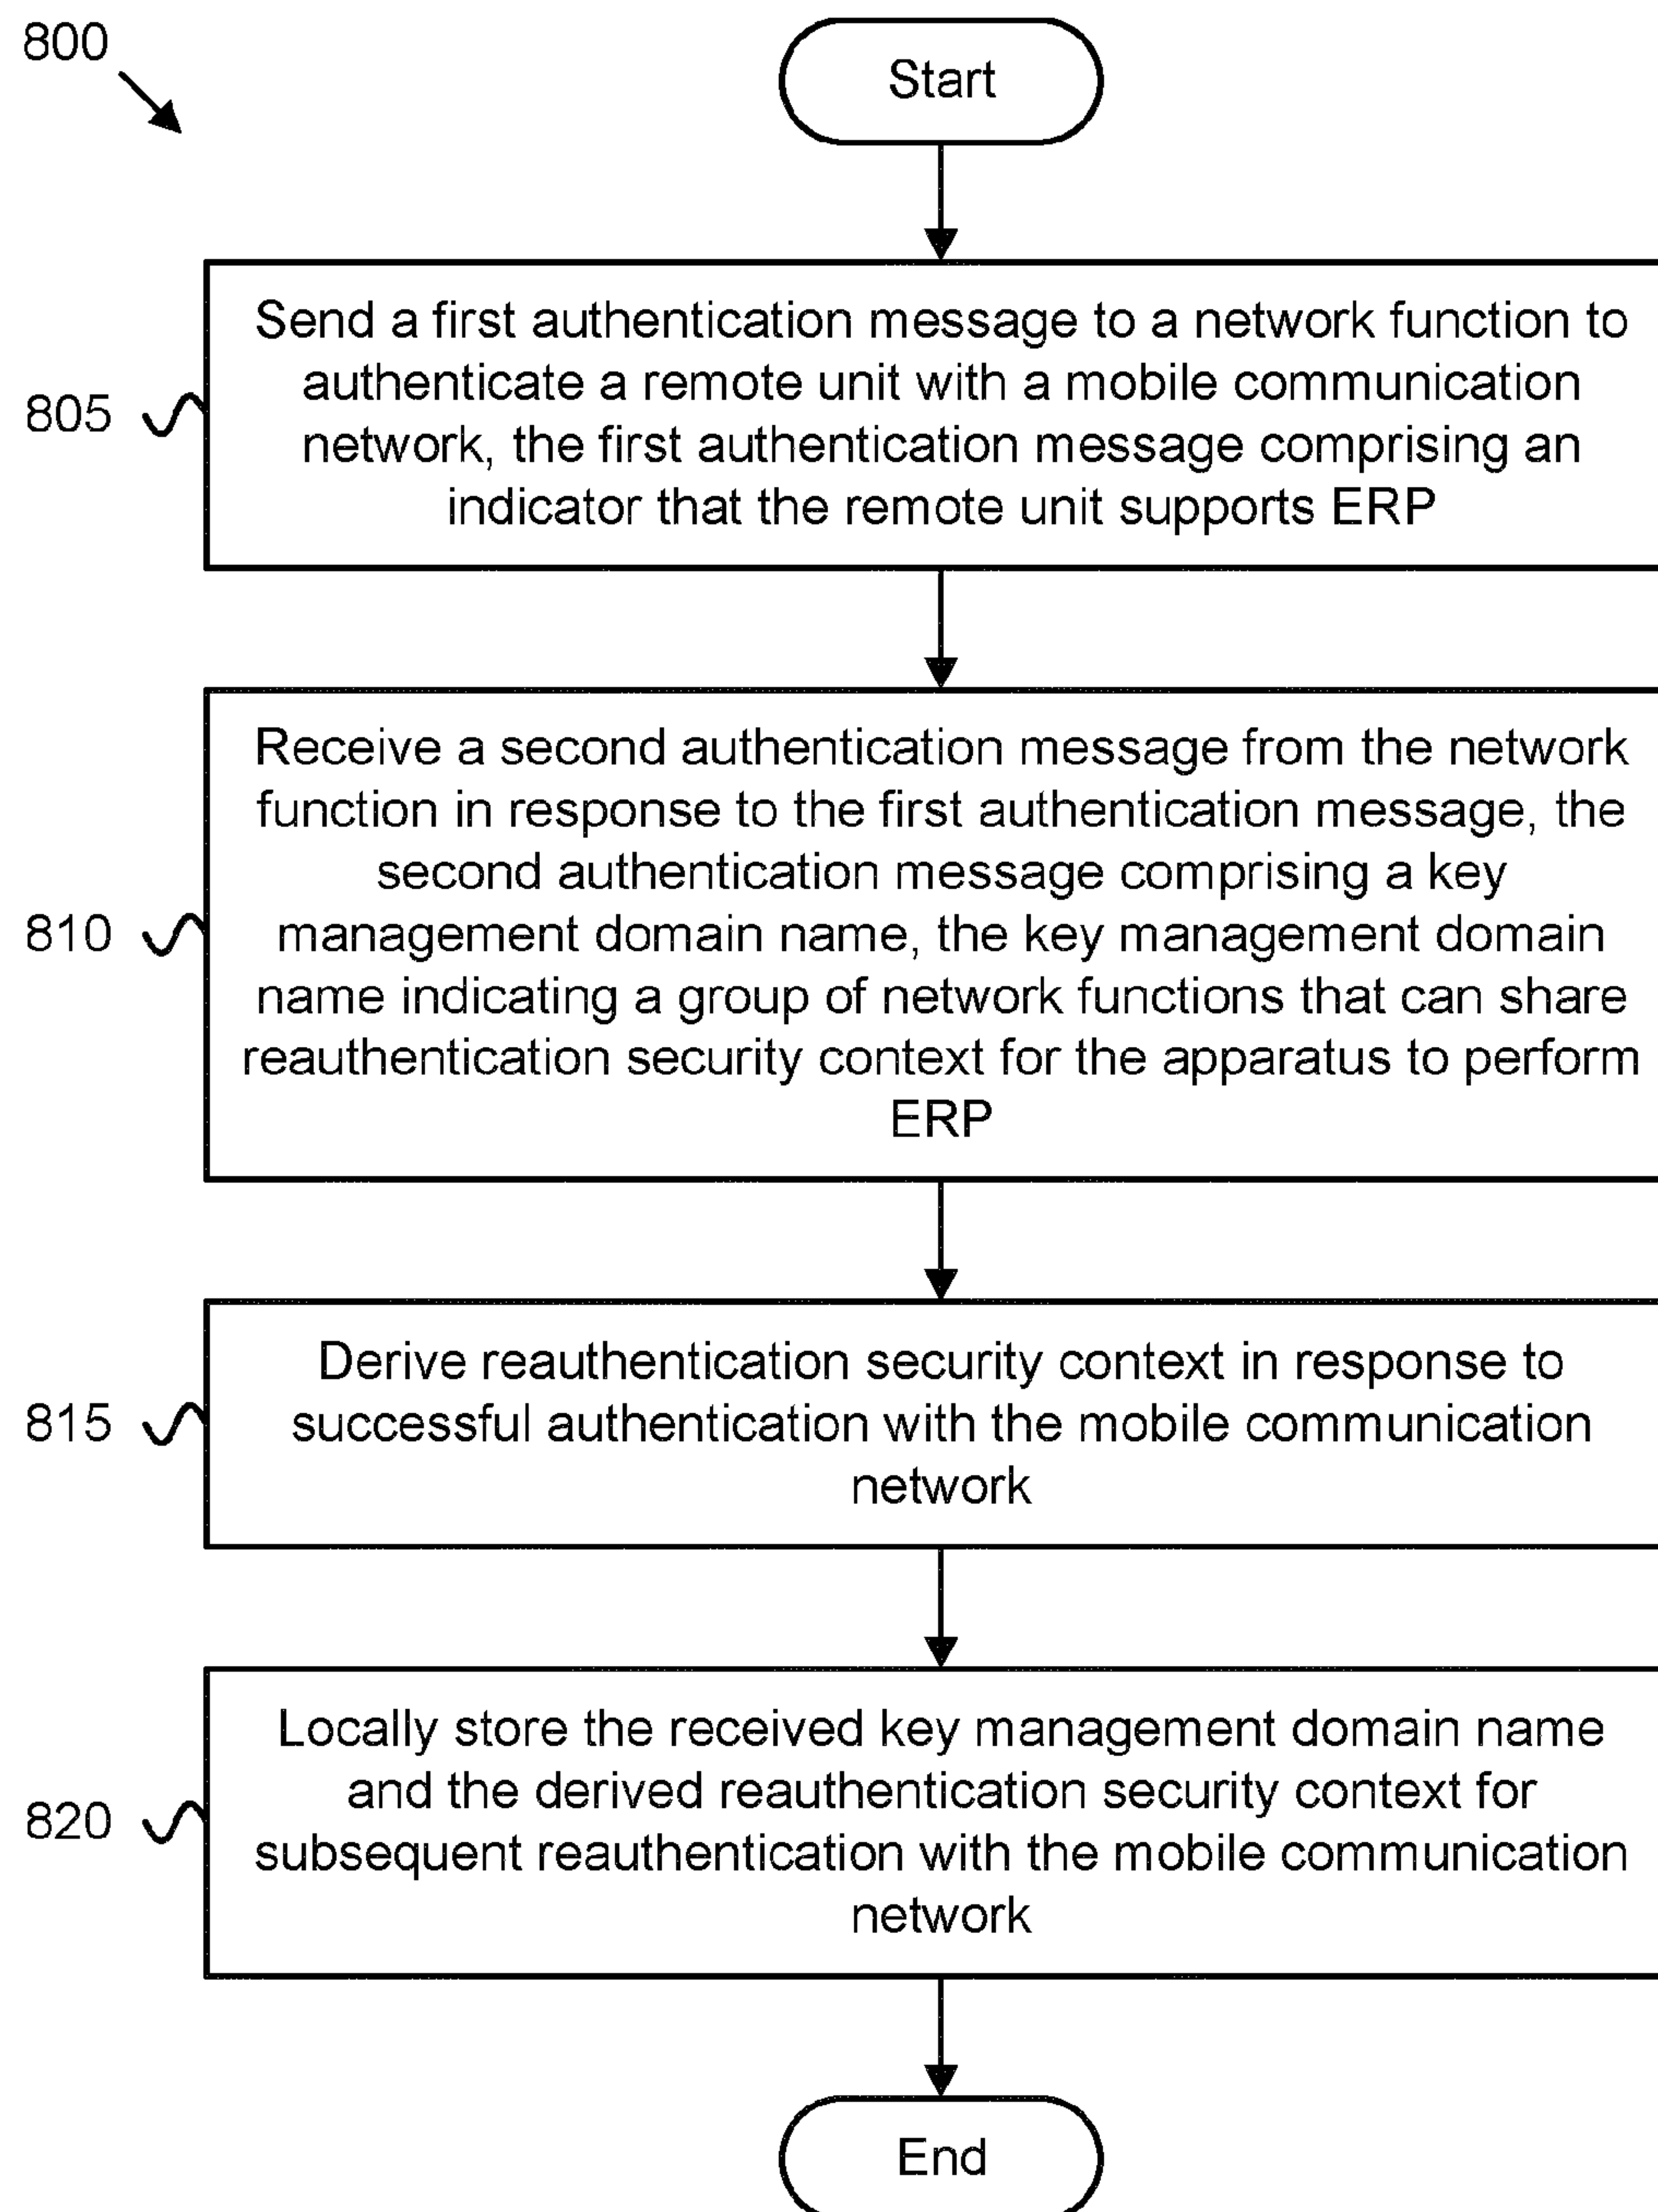 800
Start
805
Send a first authentication message to a network function to
authenticate a remote unit with a mobile communication
network, the first authentication message comprising an
indicator that the remote unit supports ERP
810
Receive a second authentication message from the network
function in response to the first authentication message, the
second authentication message comprising a key
management domain name, the key management domain
name indicating a group of network functions that can share
reauthentication security context for the apparatus to perform
ERP
815
Derive reauthentication security context in response to
successful authentication with the mobile communication
network
820
Locally store the received key management domain name
and the derived reauthentication security context for
subsequent reauthentication with the mobile communication
network
End